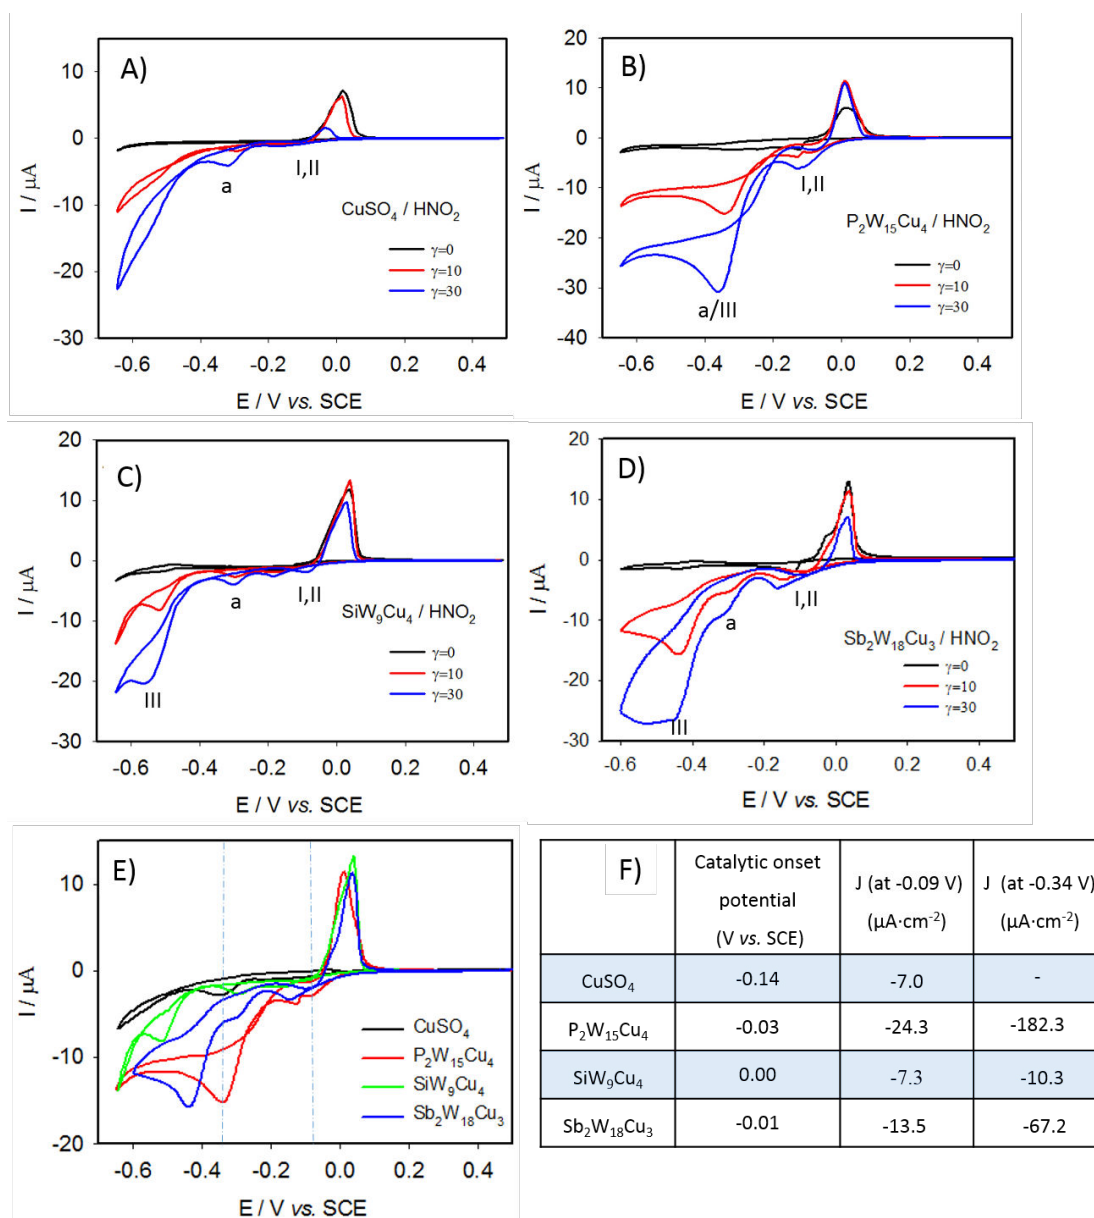 A)
I / μA
10
0
-10
-20
-30
I,II
a
CuSO4 / HNO2
γ=0
γ=10
γ=30
-0.6 -0.4 -0.2 0.0 0.2 0.4
E / V vs. SCE
B)
I / μA
20
10
0
-10
-20
-30
-40
I,II
P2W15Cu4 / HNO2
γ=0
γ=10
γ=30
a/III
-0.6 -0.4 -0.2 0.0 0.2 0.4
E / V vs. SCE
C)
I / μA
20
10
0
-10
-20
-30
I,II
a
SiW9Cu4 / HNO2
γ=0
γ=10
γ=30
III
-0.6 -0.4 -0.2 0.0 0.2 0.4
E / V vs. SCE
D)
I / μA
20
10
0
-10
-20
-30
I,II
a
Sb2W18Cu3 / HNO2
γ=0
γ=10
γ=30
III
-0.6 -0.4 -0.2 0.0 0.2 0.4
E / V vs. SCE
E)
I / μA
10
0
-10
-20
CuSO4
P2W15Cu4
SiW9Cu4
Sb2W18Cu3
-0.6 -0.4 -0.2 0.0 0.2 0.4
E / V vs. SCE
F)
Catalytic onset
potential
(V vs. SCE)
J (at -0.09 V)
(μA·cm-2)
J (at -0.34 V)
(μA·cm-2)
CuSO4 -0.14 -7.0 -
P2W15Cu4 -0.03 -24.3 -182.3
SiW9Cu4 0.00 -7.3 -10.3
Sb2W18Cu3 -0.01 -13.5 -67.2